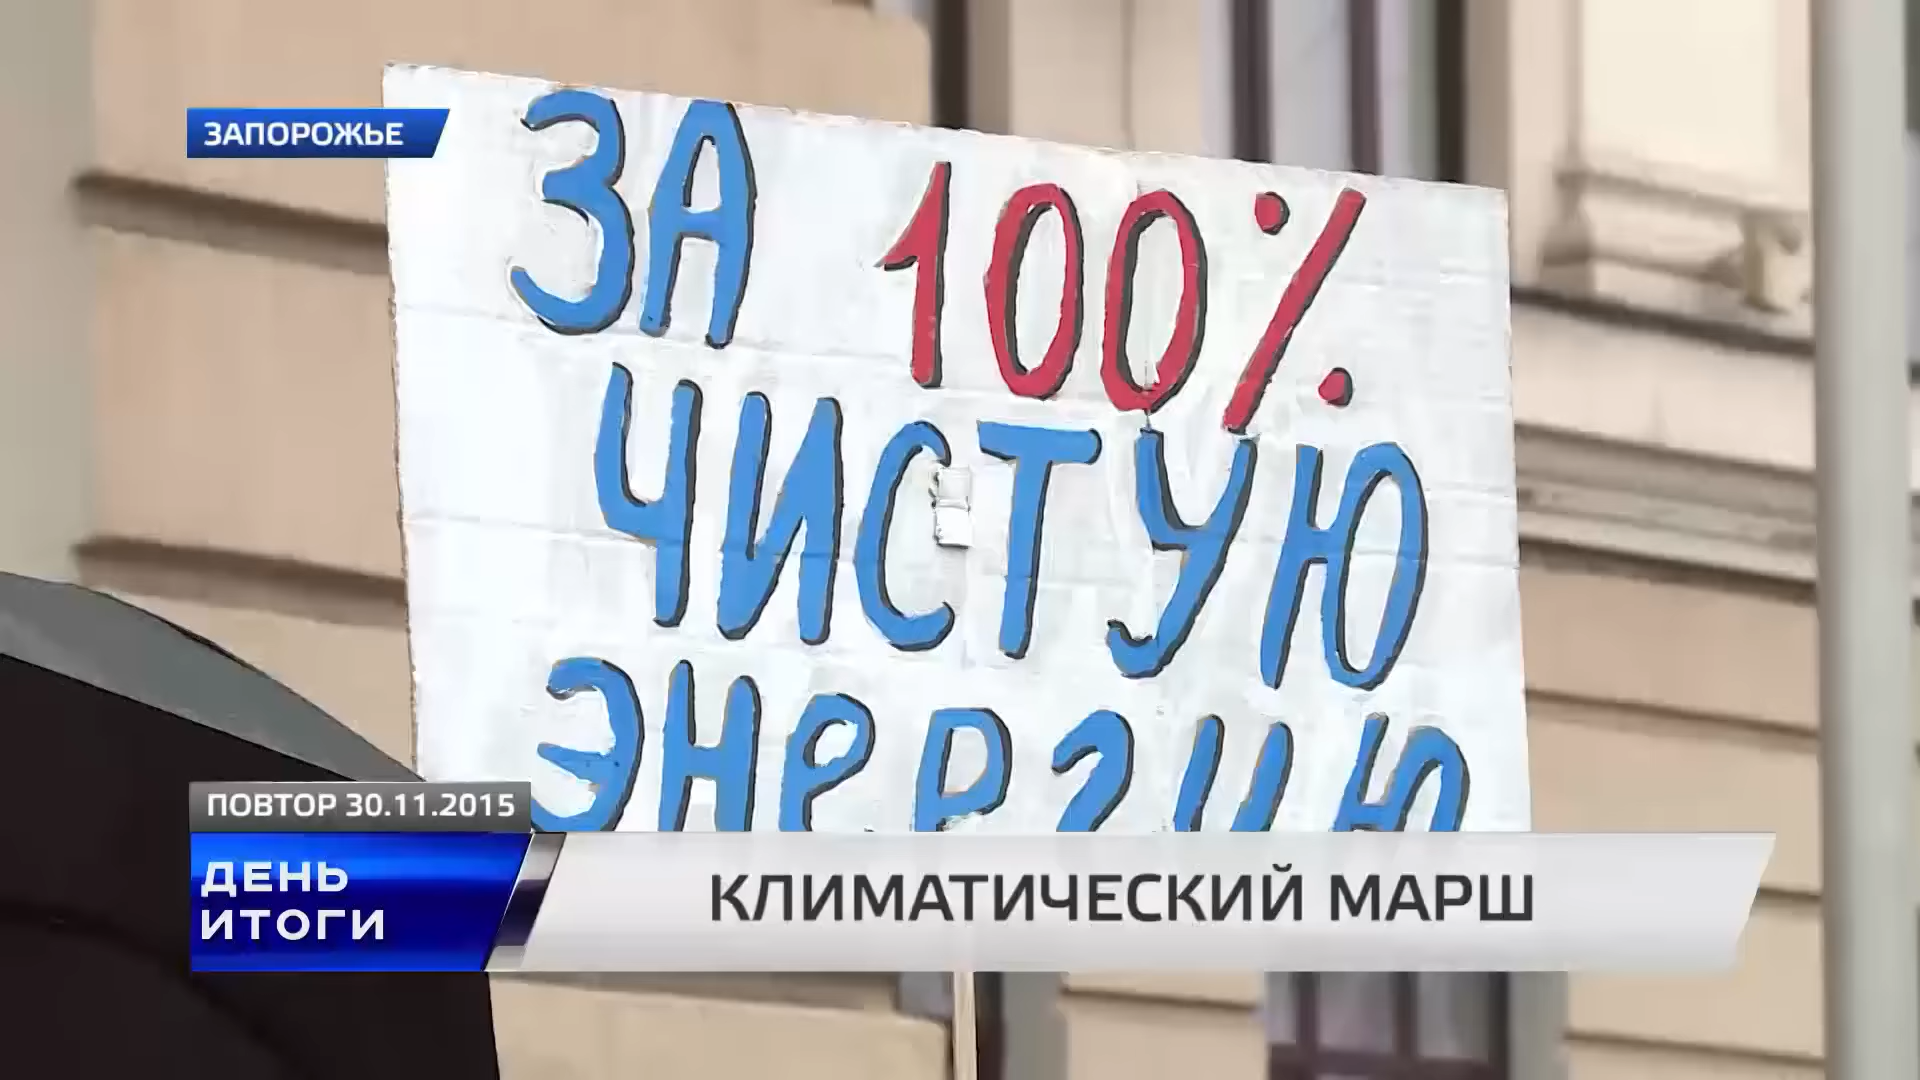 ЗАПОРОЖЬЕ
ЗА 100%
ЧИСТУЮ
ЭНЕРГИЮ
ПОВТОР 30.11.2015
ДЕНЬ
ИТОГИ
КЛИМАТИЧЕСКИЙ МАРШ